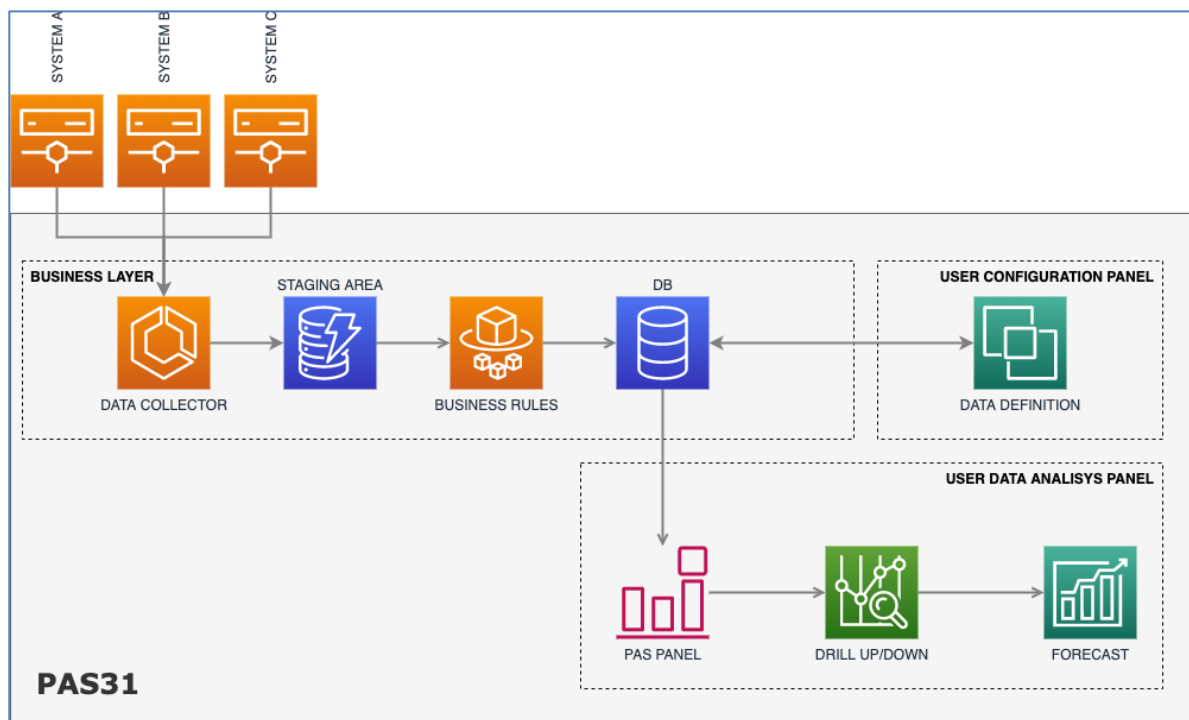 SYSTEM A
SYSTEM B
SYSTEM C
BUSINESS LAYER
STAGING AREA
DB
USER CONFIGURATION PANEL
DATA COLLECTOR
BUSINESS RULES
DATA DEFINITION
USER DATA ANALISYS PANEL
PAS PANEL
DRILL UP/DOWN
FORECAST
PAS31